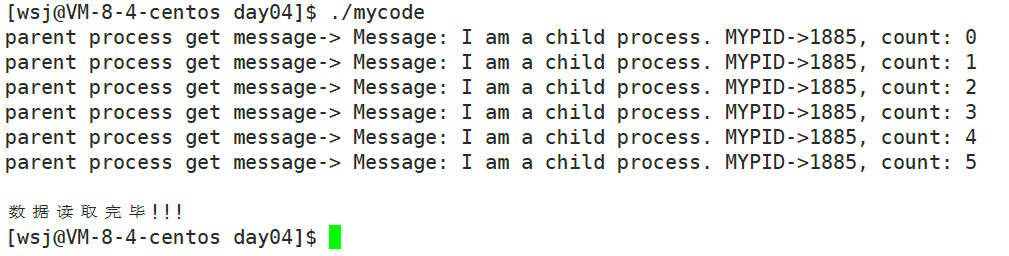 [wsj@VM-8-4-centos day04]$ ./mycode
parent process get message-> Message: I am a child process. MYPID->1885, count: 0
parent process get message-> Message: I am a child process. MYPID->1885, count: 1
parent process get message-> Message: I am a child process. MYPID->1885, count: 2
parent process get message-> Message: I am a child process. MYPID->1885, count: 3
parent process get message-> Message: I am a child process. MYPID->1885, count: 4
parent process get message-> Message: I am a child process. MYPID->1885, count: 5
数据读取完毕!!!
[wsj@VM-8-4-centos day04]$